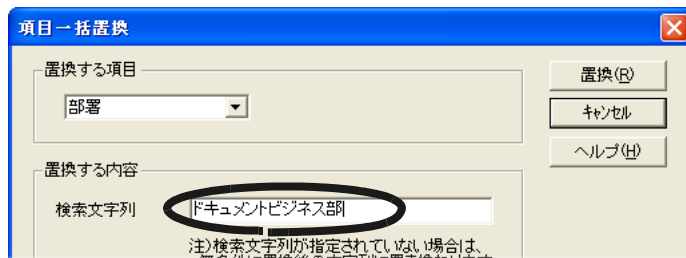 項目一括置換
置換する項目
部署
置換(R)
キャンセル
ヘルプ(H)
置換する内容
検索文字列
ドキュメントビジネス部
注)検索文字列が指定されていない場合は、